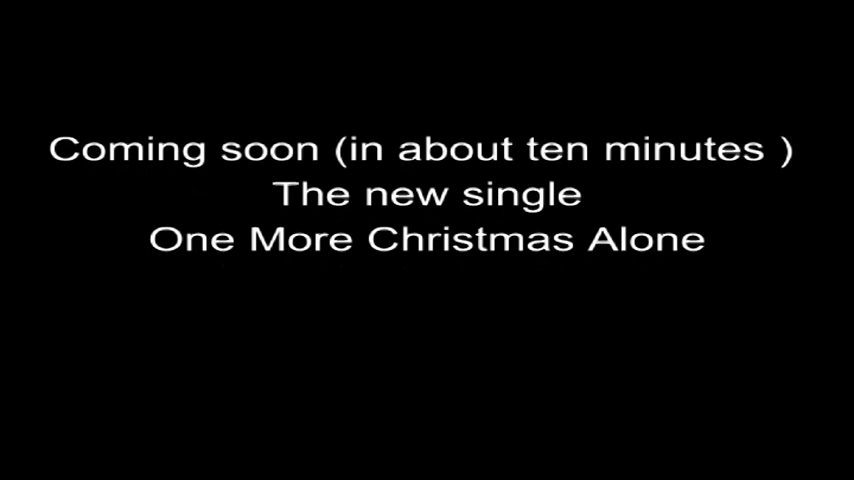 Coming soon (in about ten minutes )
The new single
One More Christmas Alone